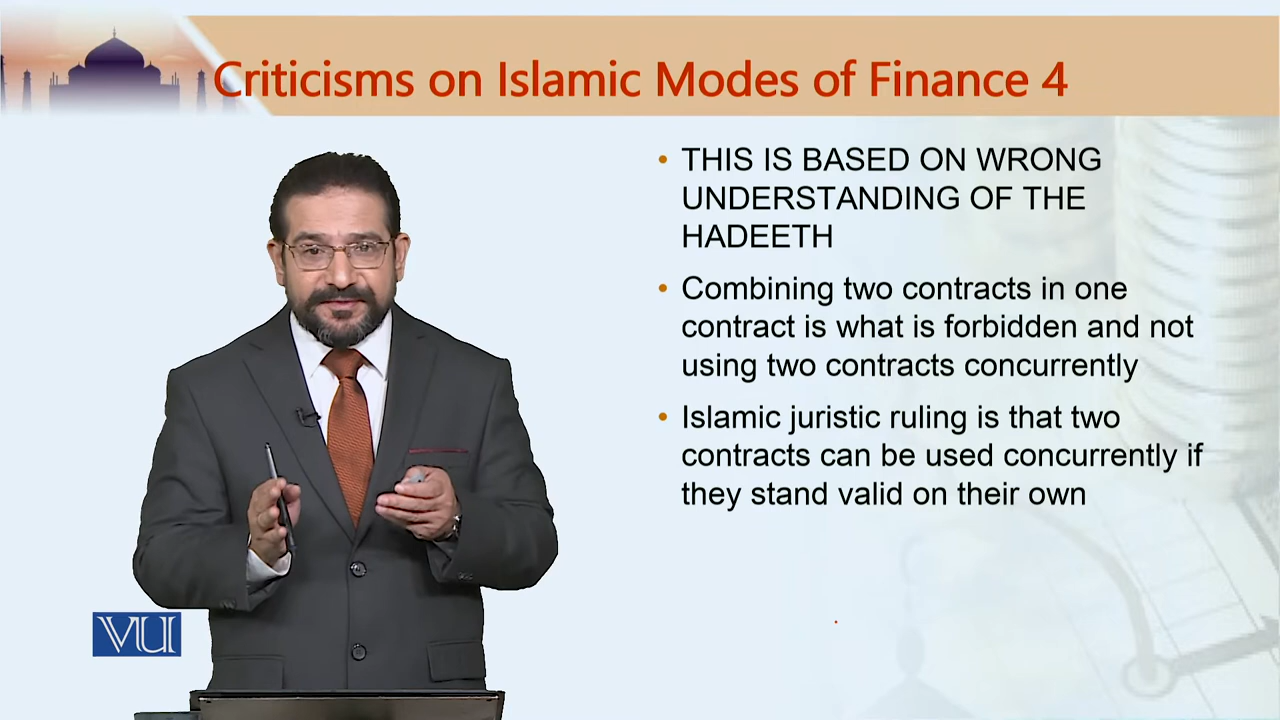 Criticisms on Islamic Modes of Finance 4
• THIS IS BASED ON WRONG
UNDERSTANDING OF THE
HADEETH
• Combining two contracts in one
contract is what is forbidden and not
using two contracts concurrently
• Islamic juristic ruling is that two
contracts can be used concurrently if
they stand valid on their own
VU